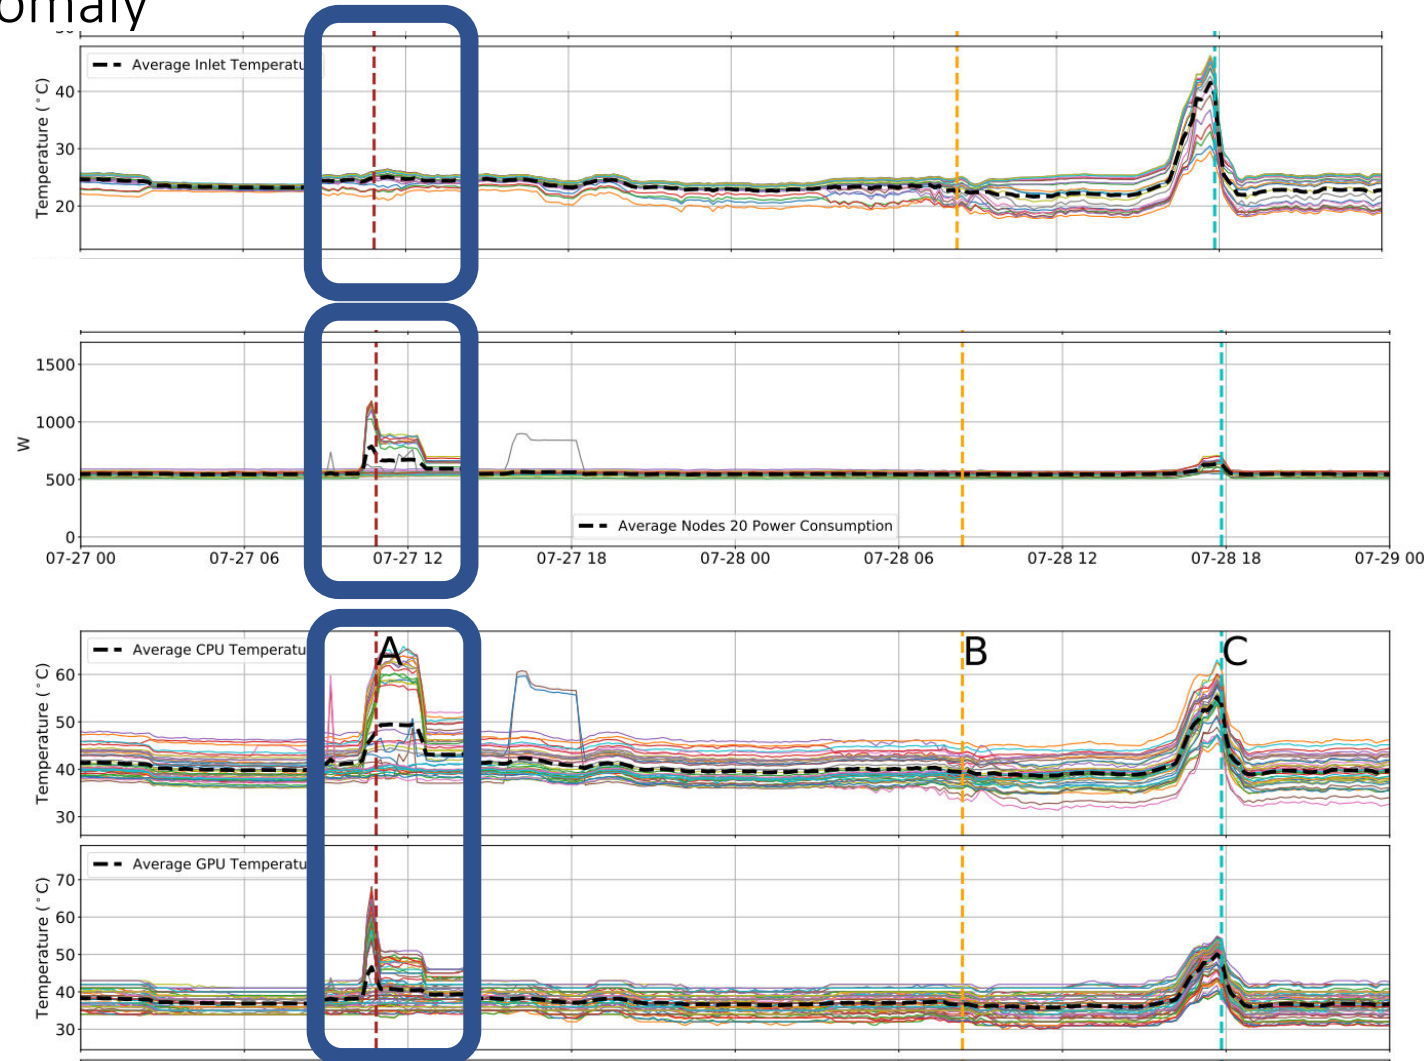 omaly
Average Inlet Temperatu
Temperature (°C)
40
30
20
1500
1000
500
0
W
Average Nodes 20 Power Consumption
07-27 00 07-27 06 07-27 12 07-27 18 07-28 00 07-28 06 07-28 12 07-28 18 07-29 00
Average CPU Temperatu
A B C
Temperature (°C)
60
50
40
30
Average GPU Temperatu
Temperature (°C)
70
60
50
40
30